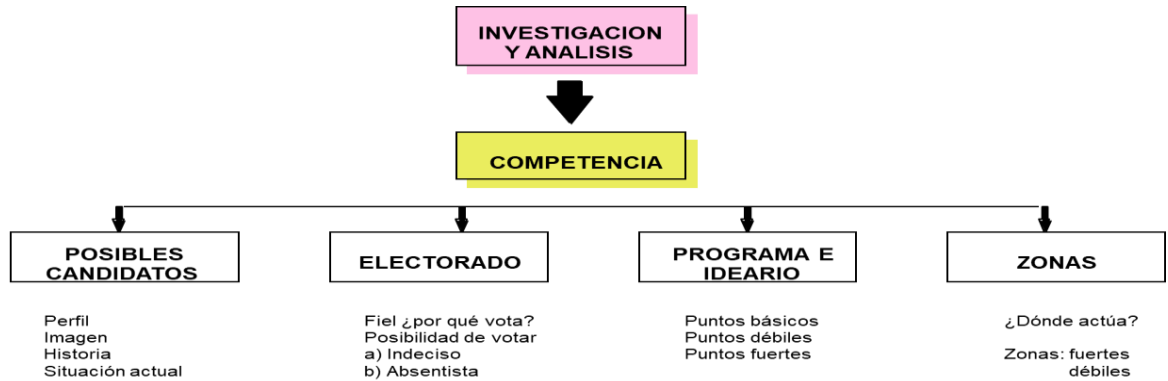 INVESTIGACION
Y ANALISIS
COMPETENCIA
POSIBLES
CANDIDATOS
ELECTORADO
PROGRAMA E
IDEARIO
ZONAS
Perfil
Imagen
Historia
Situación actual
Fiel ¿por qué vota?
Posibilidad de votar
a) Indeciso
b) Absentista
Puntos básicos
Puntos débiles
Puntos fuertes
¿Dónde actúa?
Zonas: fuertes
débiles